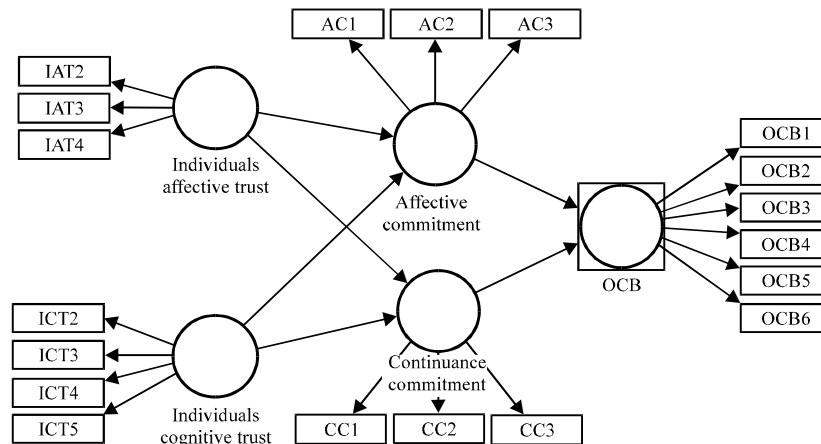 AC1
AC2
AC3
IAT2
IAT3
IAT4
Individuals
affective trust
Affective
commitment
OCB1
OCB2
OCB3
OCB4
OCB5
OCB6
OCB
ICT2
ICT3
ICT4
ICT5
Individuals
cognitive trust
Continuance
commitment
CC1
CC2
CC3